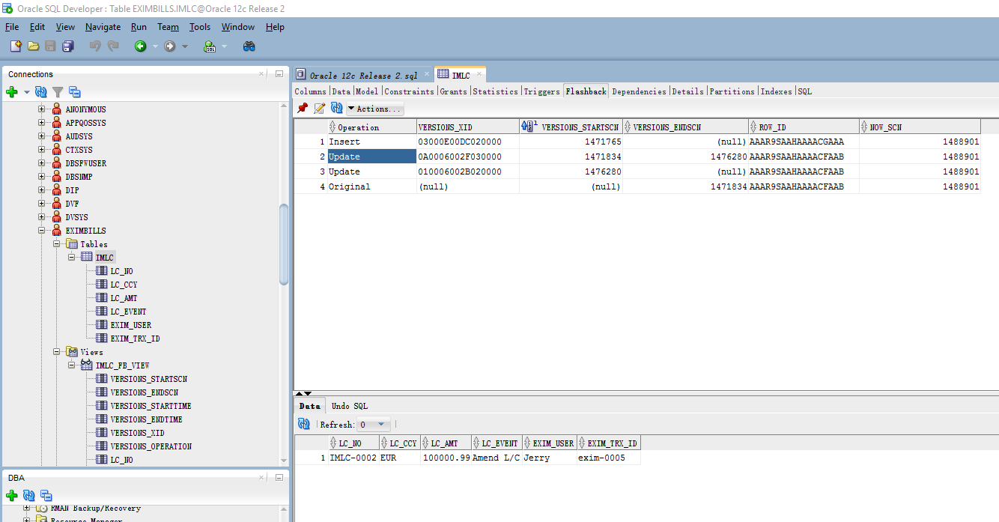 Oracle SQL Developer : Table EXIMBILLS.IMLC@Oracle 12c Release 2
File Edit View Navigate Run Team Tools Window Help
Connections
ANONYMOUS
APPQOSSYS
AUDSYS
CTXSYS
DBSFWUSER
DBSNMP
DIP
DVF
DVSYS
EXIMBILLS
Tables
IMLC
LC_NO
LC_CCY
LC_AMT
LC_EVENT
EXIM_USER
EXIM_TRX_ID
Views
IMLC_FB_VIEW
VERSIONS_STARTSCN
VERSIONS_ENDSCN
VERSIONS_STARTTIME
VERSIONS_ENDTIME
VERSIONS_XID
VERSIONS_OPERATION
LC_NO
DBA
RMAN Backup/Recovery
Resource Manager
Oracle 12c Release 2.sql IMLC
Columns Data Model Constraints Grants Statistics Triggers Flashback Dependencies Details Partitions Indexes SQL
Actions...
Operation VERSIONS_XID VERSIONS_STARTSCN VERSIONS_ENDSCN ROW_ID NOW_SCN
1 Insert 03000E00DC020000 1471765 (null) AAAR9SAAHAAAACGAAA 1488901
2 Update 0A0006002F030000 1471834 1476280 AAAR9SAAHAAAACFAAB 1488901
3 Update 010006002B020000 1476280 (null) AAAR9SAAHAAAACFAAB 1488901
4 Original (null) (null) 1471834 AAAR9SAAHAAAACFAAB 1488901
Data Undo SQL
Refresh: 0
LC_NO LC_CCY LC_AMT LC_EVENT EXIM_USER EXIM_TRX_ID
1 IMLC-0002 EUR 100000.99 Amend L/C Jerry exim-0005